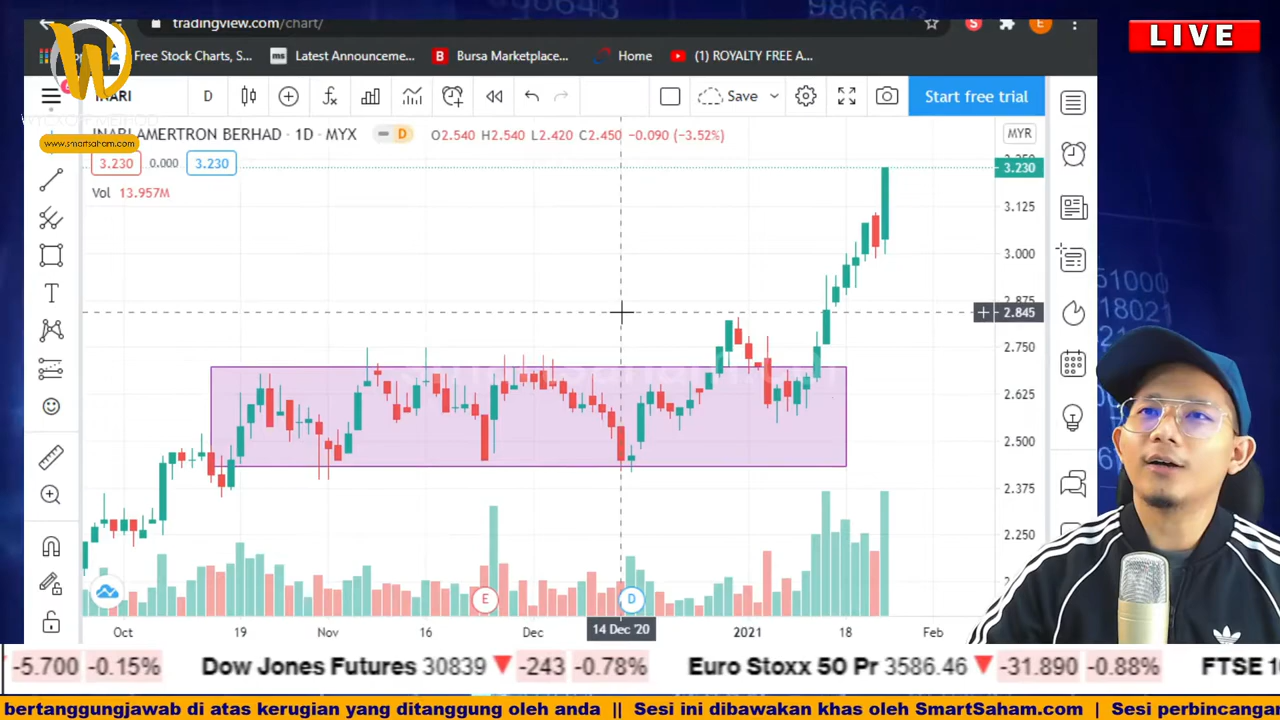 tradingview.com/chart/
LIVE
Free Stock Charts, S...
Latest Announceme...
Bursa Marketplace...
Home
(1) ROYALTY FREE A...
INARI
D
Save
Start free trial
www.smartsaham.com
INARI AMERTRON BERHAD · 1D · MYX
D
O2.540 H2.540 L2.420 C2.450 -0.090 (-3.52%)
MYR
3.230
0.000
3.230
Vol 13.957M
3.230
3.125
3.000
2.875
2.845
2.750
2.625
2.500
2.375
2.250
E
D
Oct
19
Nov
16
Dec
14 Dec '20
2021
18
Feb
-5.700 -0.15%
Dow Jones Futures 30839 -243 -0.78%
Euro Stoxx 50 Pr 3586.46 -31.890 -0.88%
FTSE
bertanggungjawab di atas kerugian yang ditanggung oleh anda || Sesi ini dibawakan khas oleh SmartSaham.com | Sesi perbincangan